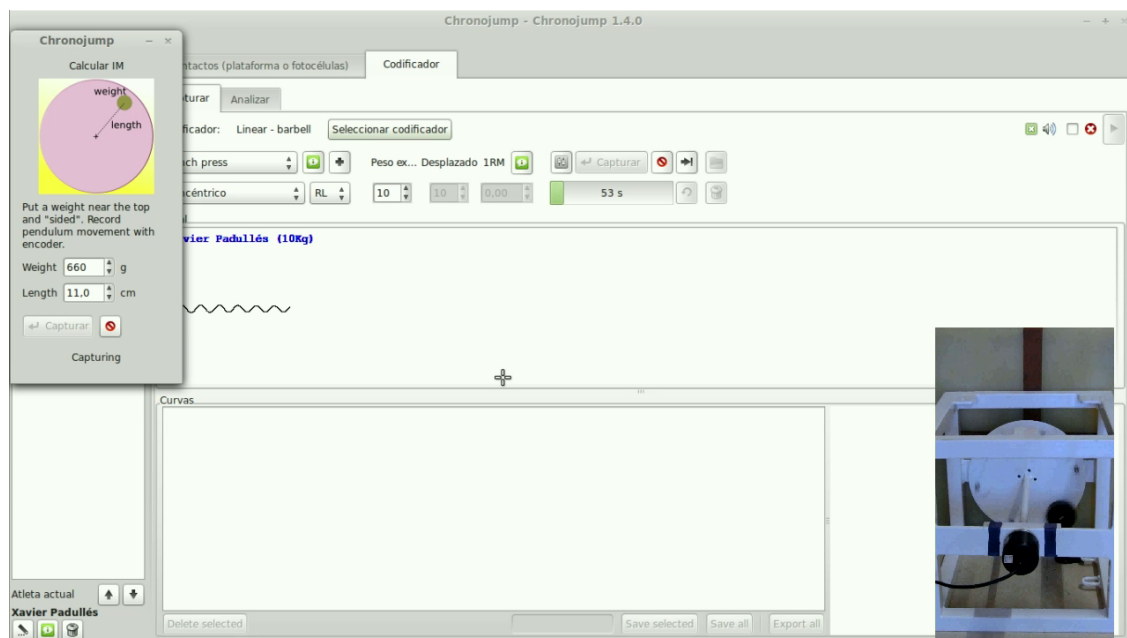 Chronojump - Chronojump 1.4.0
Chronojump
Calcular IM
weight
length
Put a weight near the top
and "sided". Record
pendulum movement with
encoder.
Weight 660 g
Length 11,0 cm
Capturar
Capturing
ntactos (plataforma o fotocélulas) Codificador
turar Analizar
ificador: Linear - barbell Seleccionar codificador
ch press Peso ex... Desplazado 1RM Capturar
céntrico RL 10 10 0,00 53 s
vier Padullés (10Kg)
Curvas
Atleta actual
Xavier Padullés
Delete selected Save selected Save all Export all